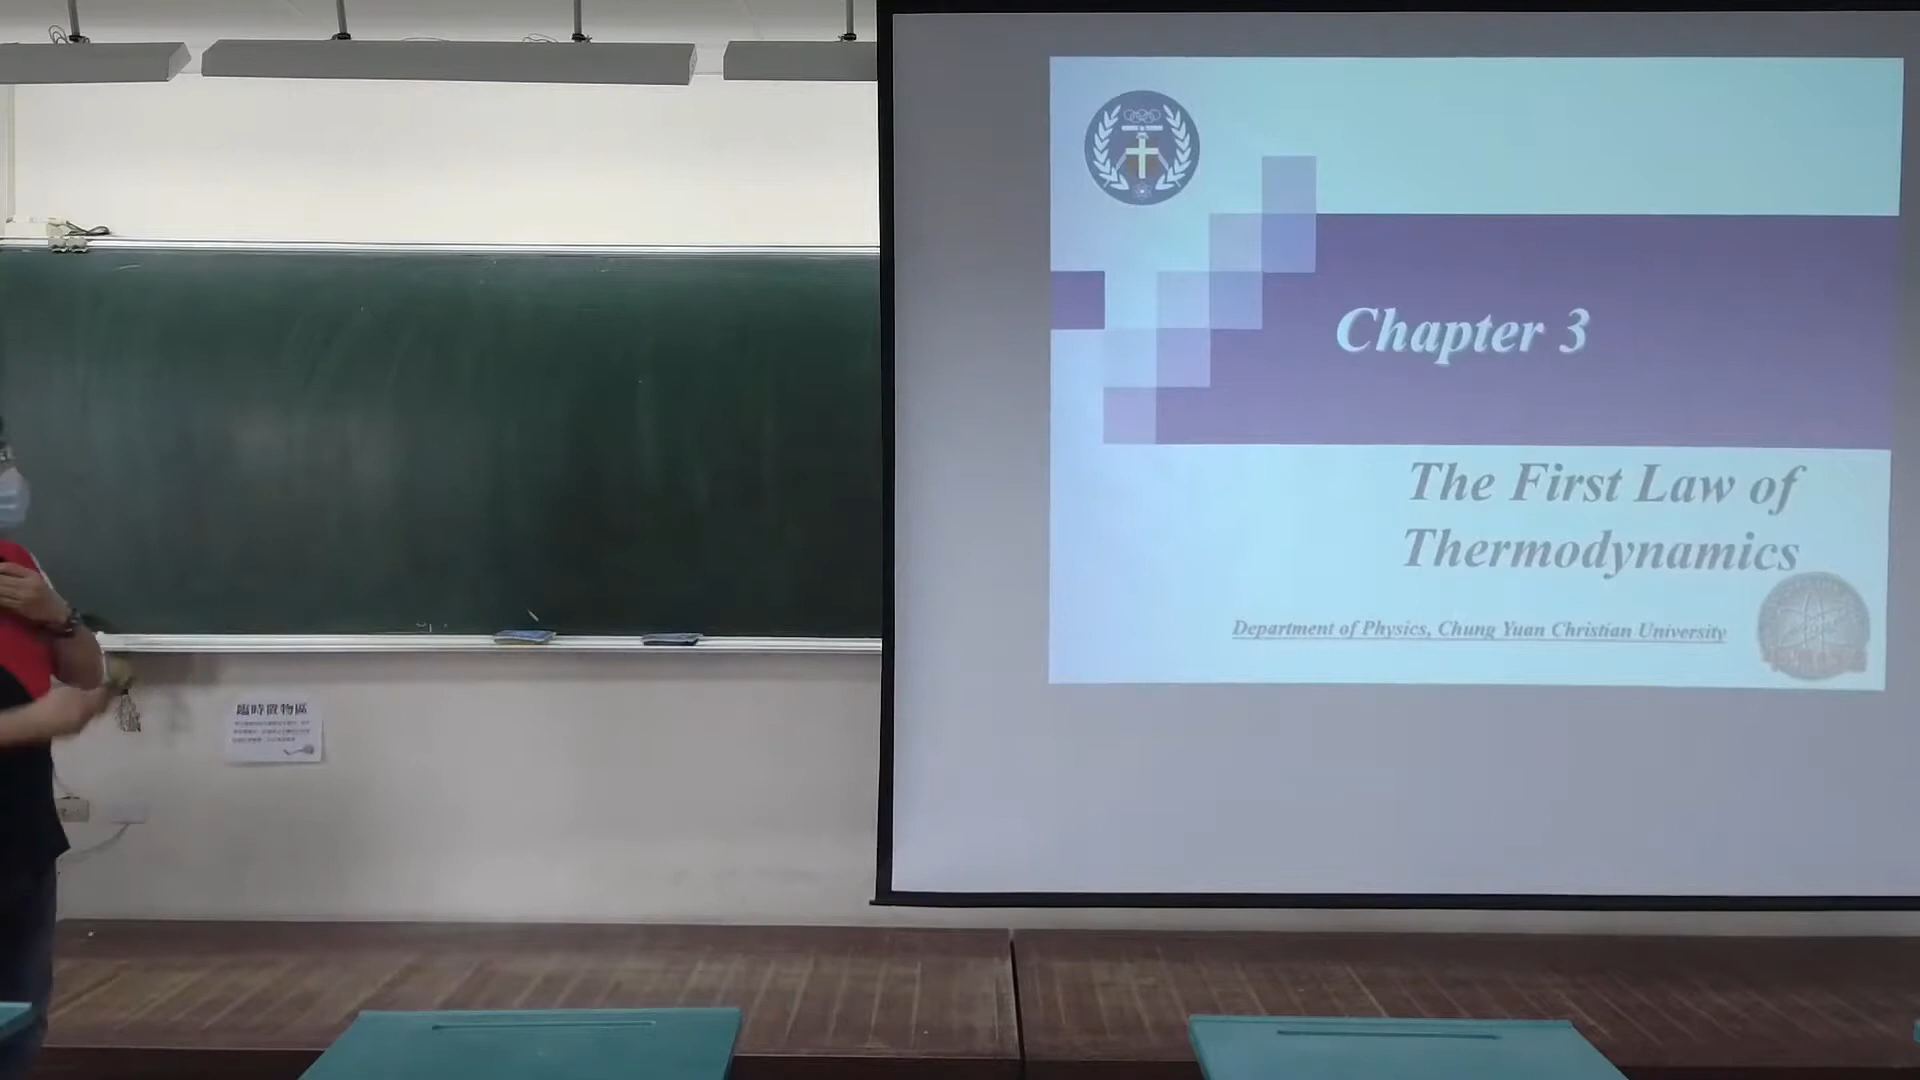 Chapter 3
The First Law of
Thermodynamics
Department of Physics, Chung Yuan Christian University
臨時置物區